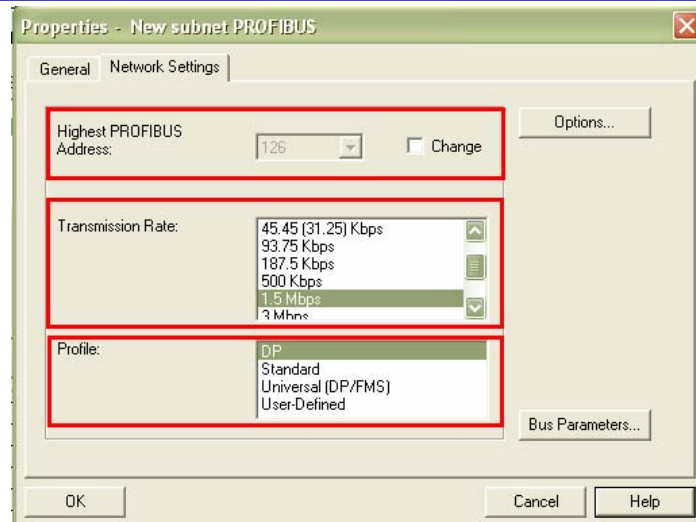 Properties - New subnet PROFIBUS
General
Network Settings
Highest PROFIBUS
Address:
126
Change
Options...
Transmission Rate:
45.45 (31.25) Kbps
93.75 Kbps
187.5 Kbps
500 Kbps
1.5 Mbps
3 Mbps
Profile:
DP
Standard
Universal (DP/FMS)
User-Defined
Bus Parameters...
OK
Cancel
Help